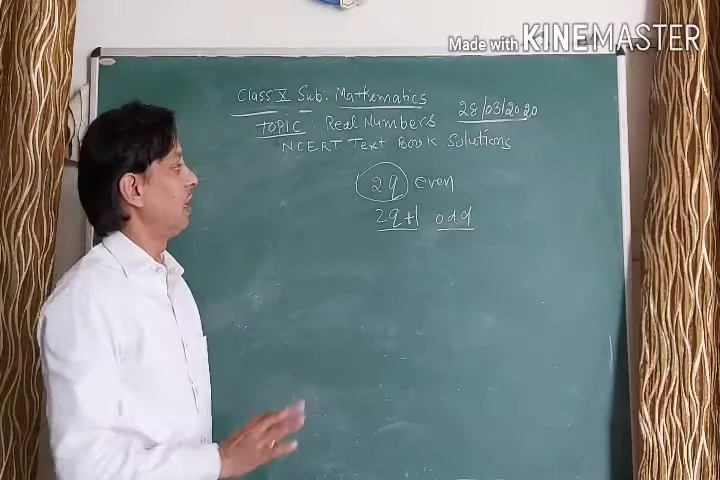 Made with KINEMASTER
Class X Sub: Mathematics
28/03/2020
TOPIC : Real Numbers
NCERT Text Book Solutions
2q even
2q+1 odd